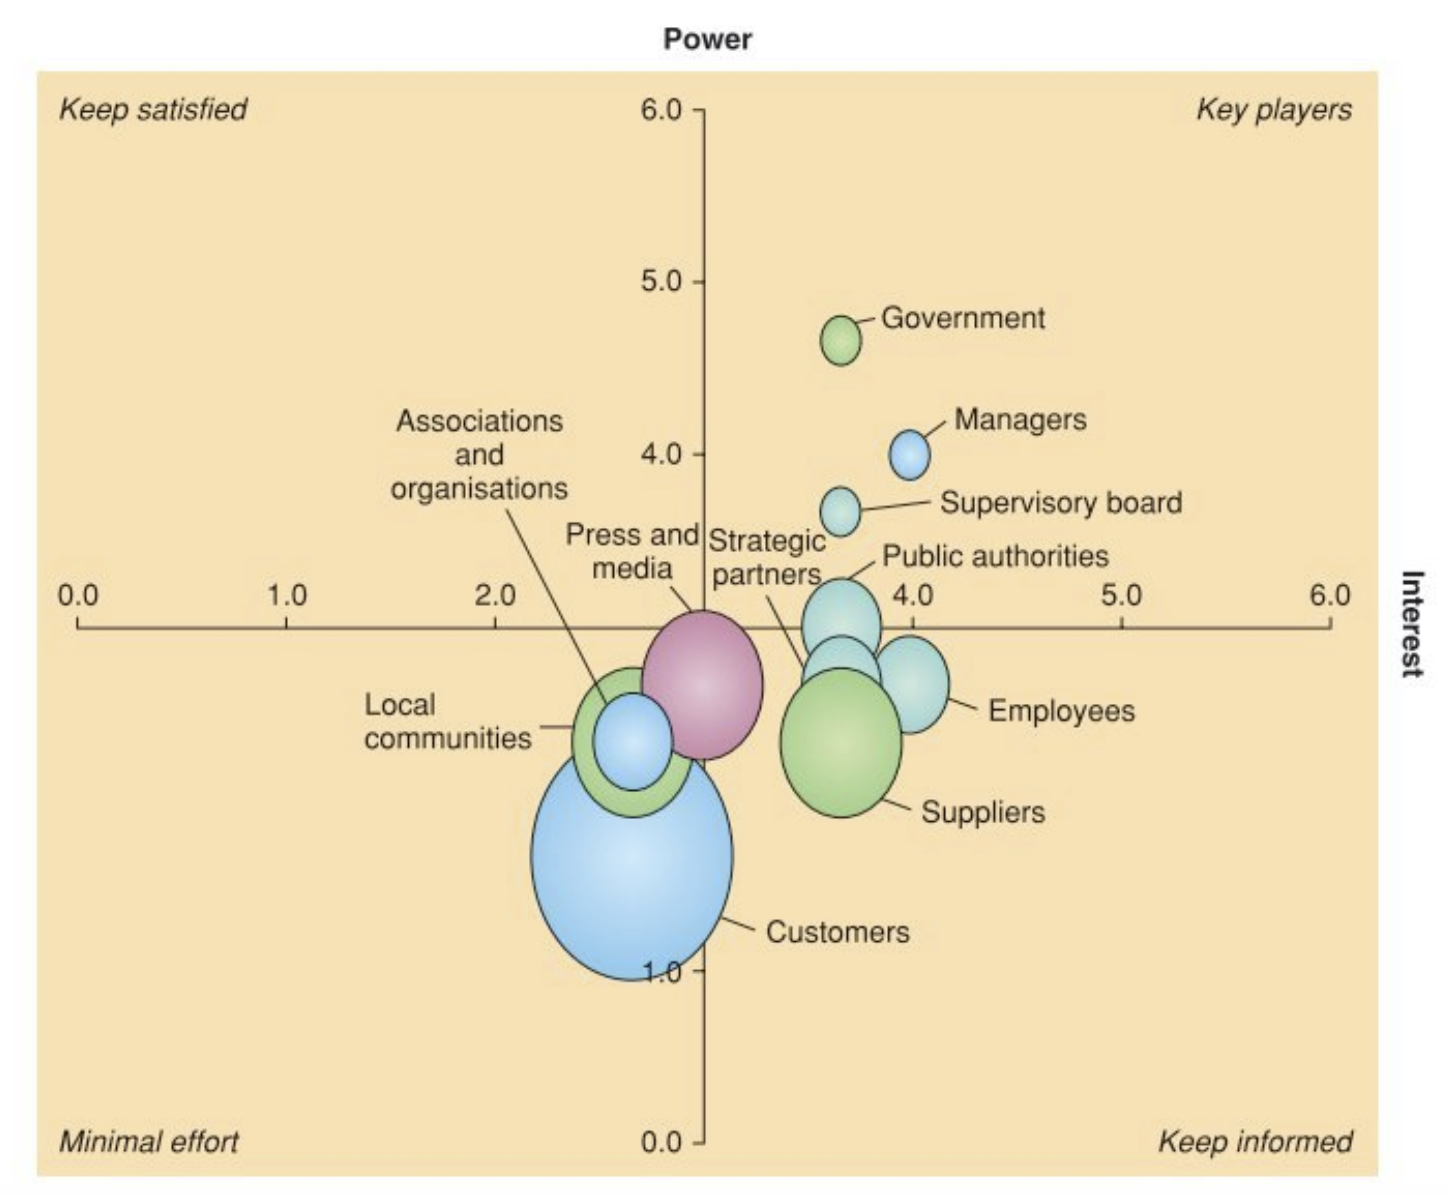 Power
Keep satisfied
Key players
6.0
5.0
Government
Managers
4.0
Associations
and
organisations
Supervisory board
Press and
media
Strategic
partners
Public authorities
0.0
1.0
2.0
4.0
5.0
6.0
Interest
Local
communities
Employees
Suppliers
Customers
1.0
Minimal effort
0.0
Keep informed